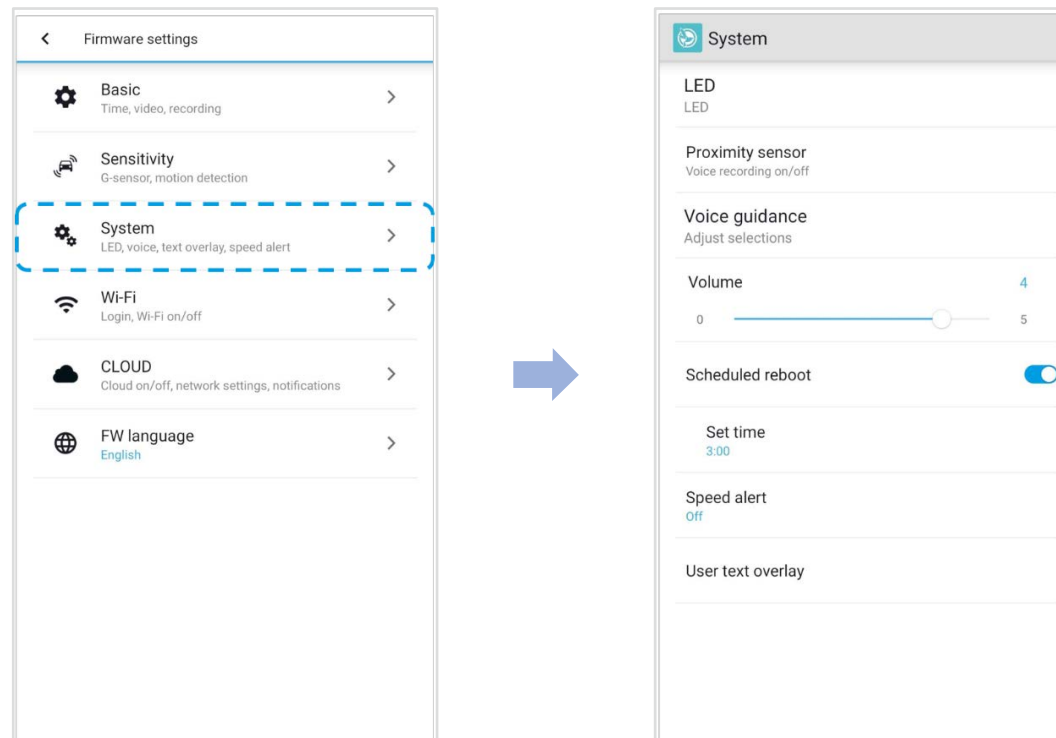 Firmware settings
Basic
Time, video, recording
Sensitivity
G-sensor, motion detection
System
LED, voice, text overlay, speed alert
Wi-Fi
Login, Wi-Fi on/off
CLOUD
Cloud on/off, network settings, notifications
FW language
English
System
LED
LED
Proximity sensor
Voice recording on/off
Voice guidance
Adjust selections
Volume 4
0 5
Scheduled reboot
Set time
3:00
Speed alert
Off
User text overlay